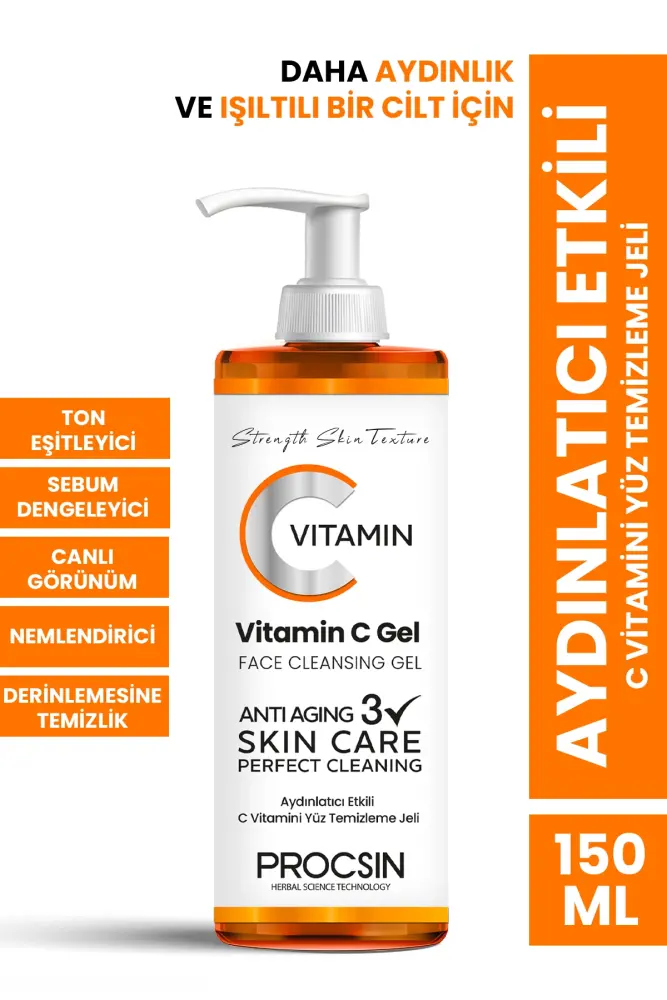 DAHA AYDINLIK
VE IŞILTILI BİR CİLT İÇİN
TON
EŞİTLEYİCİ
SEBUM
DENGELEYİCİ
CANLI
GÖRÜNÜM
NEMLENDİRİCİ
DERİNLEMESİNE
TEMİZLİK
Strength Skin Texture
C VITAMIN
Vitamin C Gel
FACE CLEANSING GEL
ANTI AGING 3✓
SKIN CARE
PERFECT CLEANING
Aydınlatıcı Etkili
C Vitamini Yüz Temizleme Jeli
PROCSIN
HERBAL SCIENCE TECHNOLOGY
AYDINLATICI ETKİLİ
C VİTAMİNİ YÜZ TEMİZLEME JELİ
150
ML